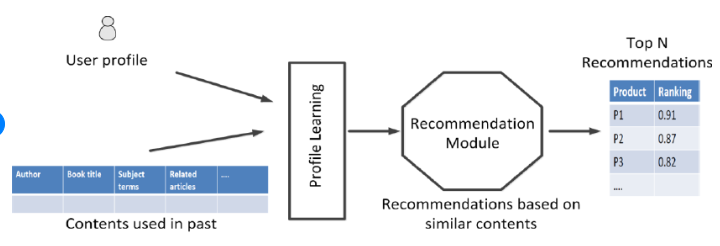 User profile
Author Book title Subject terms Related articles ....
Contents used in past
Profile Learning
Recommendation
Module
Recommendations based on
similar contents
Top N
Recommendations
Product Ranking
P1 0.91
P2 0.87
P3 0.82
....